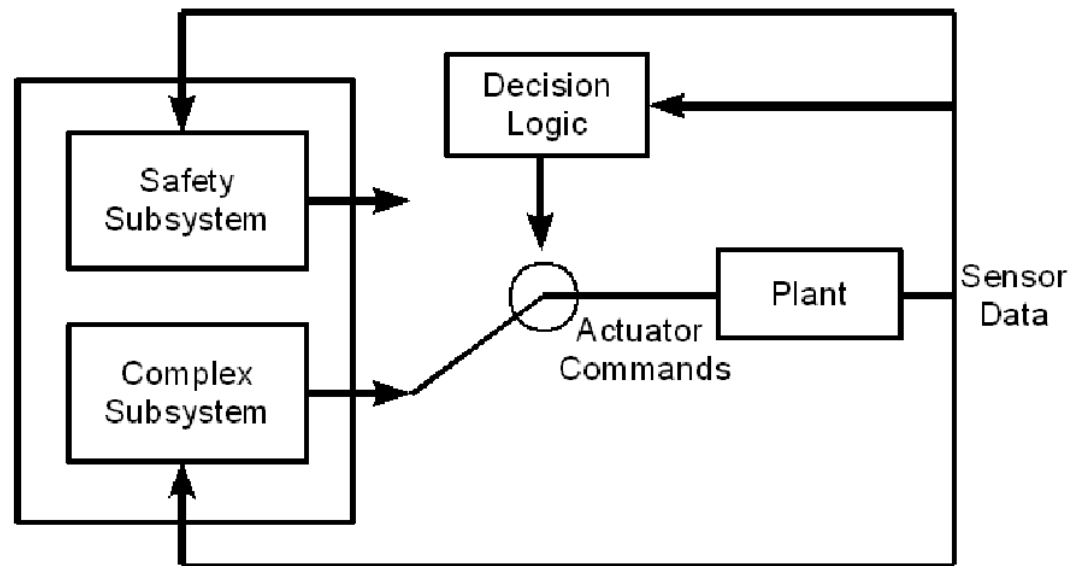 Decision
Logic
Safety
Subsystem
Plant
Sensor
Data
Actuator
Commands
Complex
Subsystem